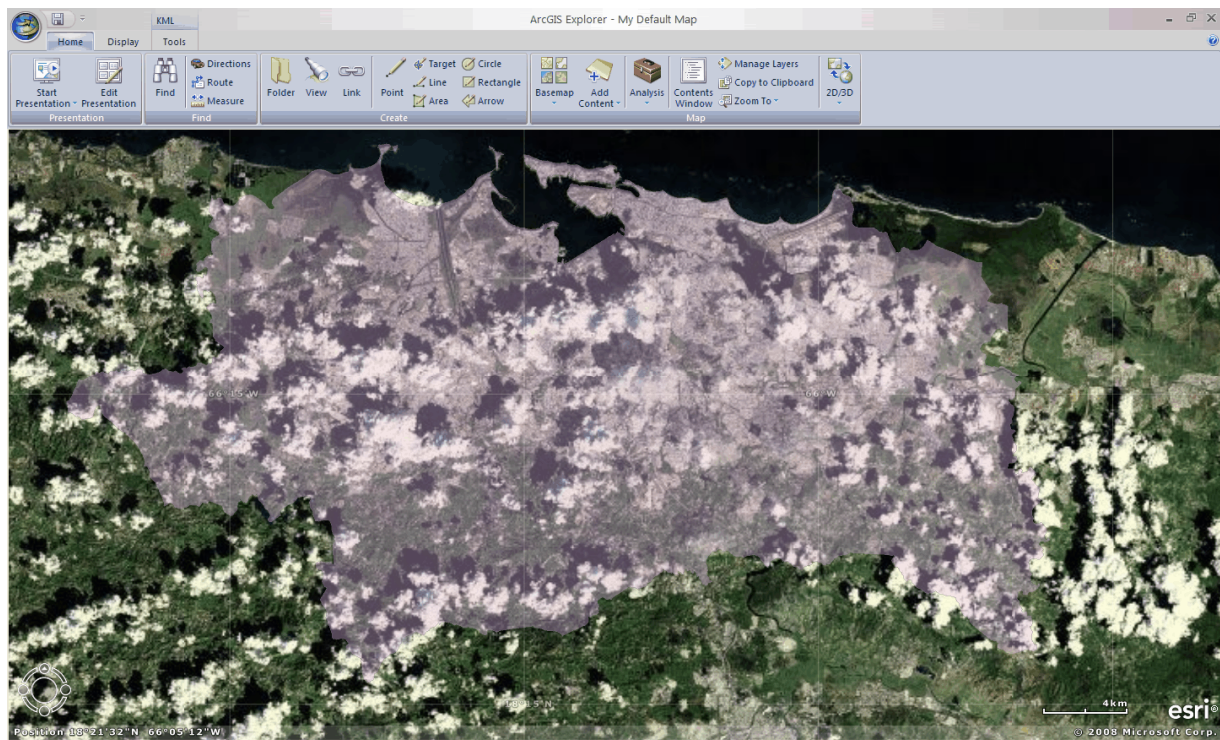 KML
ArcGIS Explorer - My Default Map
Home Display Tools
Start Presentation
Edit Presentation
Presentation
Find
Directions
Route
Measure
Find
Folder
View
Link
Point
Target
Line
Area
Circle
Rectangle
Arrow
Create
Basemap
Add Content
Analysis
Contents Window
Manage Layers
Copy to Clipboard
Zoom To
2D/3D
Map
66°15'W
66°W
18°15'N
4km
esri
Position 18°21'32"N 66°05'12"W
© 2008 Microsoft Corp.